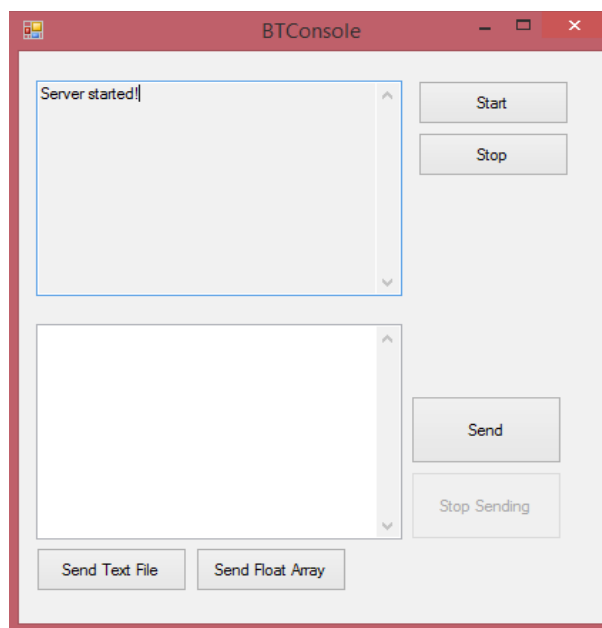 BTConsole
Server started!
Start
Stop
Send
Stop Sending
Send Text File
Send Float Array